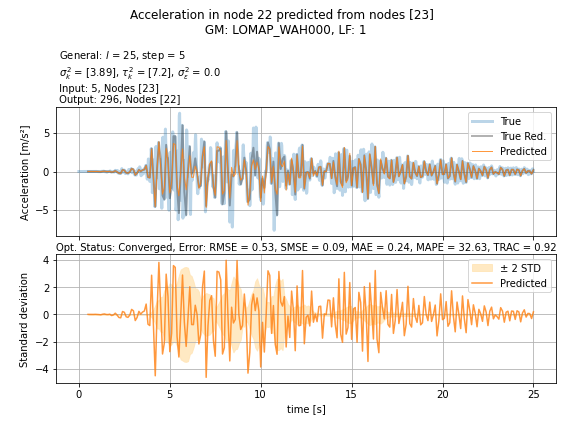 Acceleration in node 22 predicted from nodes [23]
GM: LOMAP_WAH000, LF: 1
General: l = 25, step = 5
σ²ₖ = [3.89], τ²ₖ = [7.2], σ²ε = 0.0
Input: 5, Nodes [23]
Output: 296, Nodes [22]
True
True Red.
Predicted
5
0
−5
Acceleration [m/s²]
Opt. Status: Converged, Error: RMSE = 0.53, SMSE = 0.09, MAE = 0.24, MAPE = 32.63, TRAC = 0.92
± 2 STD
Predicted
4
2
0
−2
−4
Standard deviation
0 5 10 15 20 25
time [s]